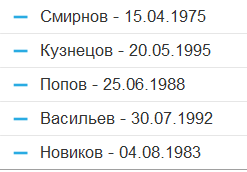 Смирнов - 15.04.1975
Кузнецов - 20.05.1995
Попов - 25.06.1988
Васильев - 30.07.1992
Новиков - 04.08.1983